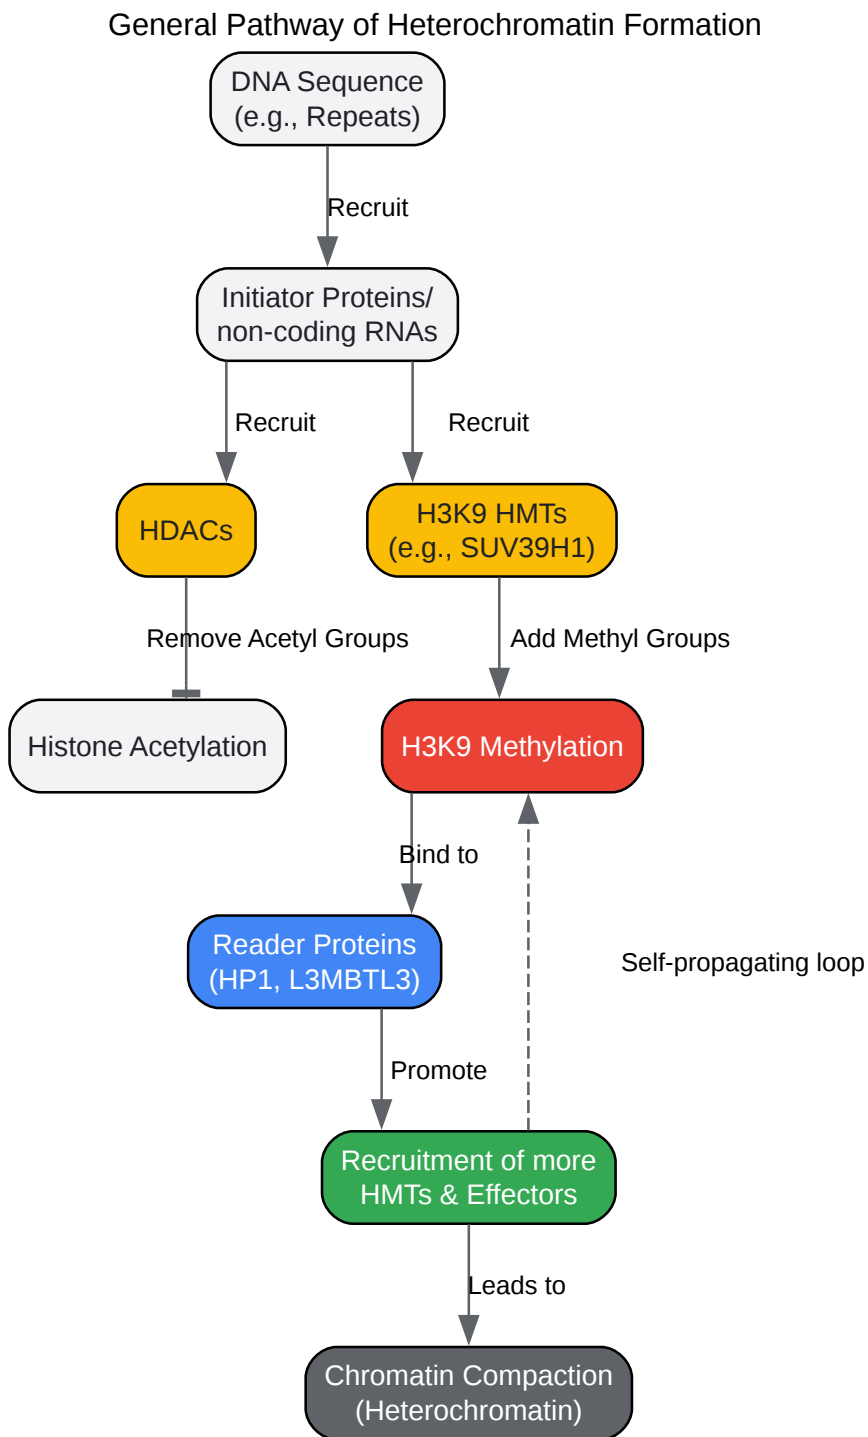 General Pathway of Heterochromatin Formation
DNA Sequence
(e.g., Repeats)
Recruit
Initiator Proteins/
non-coding RNAs
Recruit
Recruit
HDACs
H3K9 HMTs
(e.g., SUV39H1)
Remove Acetyl Groups
Add Methyl Groups
Histone Acetylation
H3K9 Methylation
Bind to
Reader Proteins
(HP1, L3MBTL3)
Self-propagating loop
Promote
Recruitment of more
HMTs & Effectors
Leads to
Chromatin Compaction
(Heterochromatin)